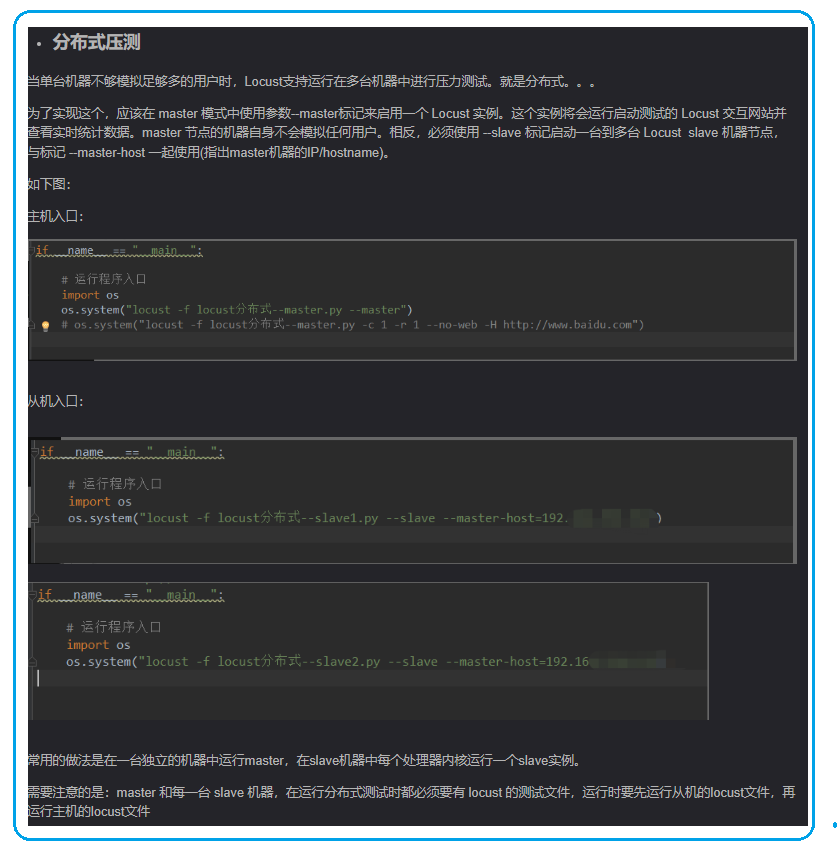 • 分布式压测
当单台机器不够模拟足够多的用户时，Locust支持运行在多台机器中进行压力测试。就是分布式。。。
为了实现这个，应该在 master 模式中使用参数--master标记来启用一个 Locust 实例。这个实例将会运行启动测试的 Locust 交互网站并
查看实时统计数据。master 节点的机器自身不会模拟任何用户。相反，必须使用 --slave 标记启动一台到多台 Locust slave 机器节点，
与标记 --master-host 一起使用(指出master机器的IP/hostname)。
如下图：
主机入口：
if __name__ == "__main__":
# 运行程序入口
import os
os.system("locust -f locust分布式--master.py --master")
# os.system("locust -f locust分布式--master.py -c 1 -r 1 --no-web -H http://www.baidu.com")
从机入口：
if __name__ == "__main__":
# 运行程序入口
import os
os.system("locust -f locust分布式--slave1.py --slave --master-host=192. )
if __name__ == "__main__":
# 运行程序入口
import os
os.system("locust -f locust分布式--slave2.py --slave --master-host=192.16
常用的做法是在一台独立的机器中运行master，在slave机器中每个处理器内核运行一个slave实例。
需要注意的是：master 和每一台 slave 机器，在运行分布式测试时都必须要有 locust 的测试文件，运行时要先运行从机的locust文件，再
运行主机的locust文件